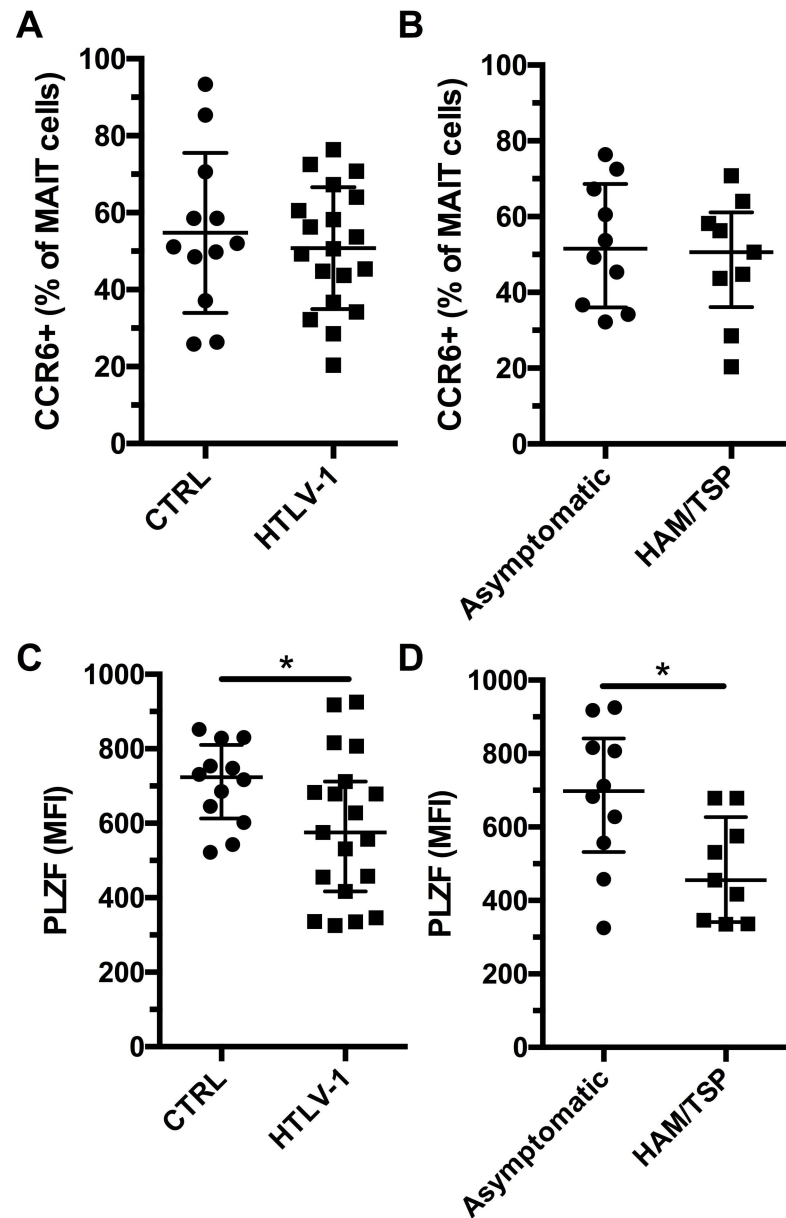 A
CCR6+ (% of MAIT cells)
100
80
60
40
20
0
CTRL
HTLV-1
B
CCR6+ (% of MAIT cells)
100
80
60
40
20
0
Asymptomatic
HAM/TSP
C
PLZF (MFI)
1000
800
600
400
200
0
*
CTRL
HTLV-1
D
PLZF (MFI)
1000
800
600
400
200
0
*
Asymptomatic
HAM/TSP